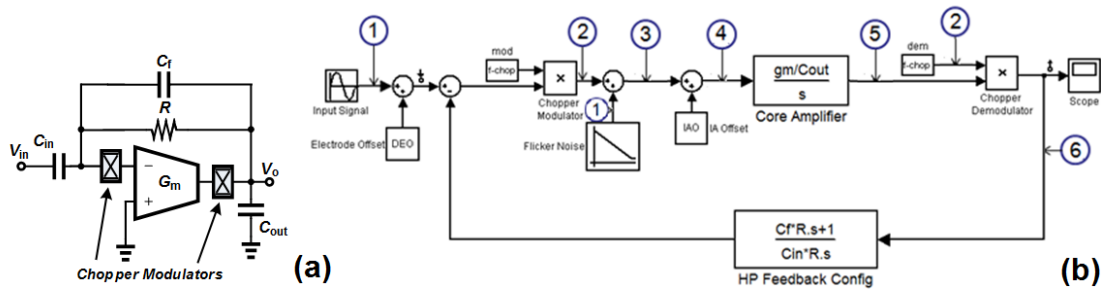 Cf
R
Cin
Vin
Gm
−
+
Vo
Cout
Chopper Modulators
(a)
1
Input Signal
Electrode Offset
DEO
mod
f-chop
×
Chopper
Modulator
2
1
Flicker Noise
3
IAO
IA Offset
4
gm/Cout
s
Core Amplifier
5
dem
f-chop
2
×
Chopper
Demodulator
Scope
6
Cf*R.s+1
Cin*R.s
HP Feedback Config
(b)